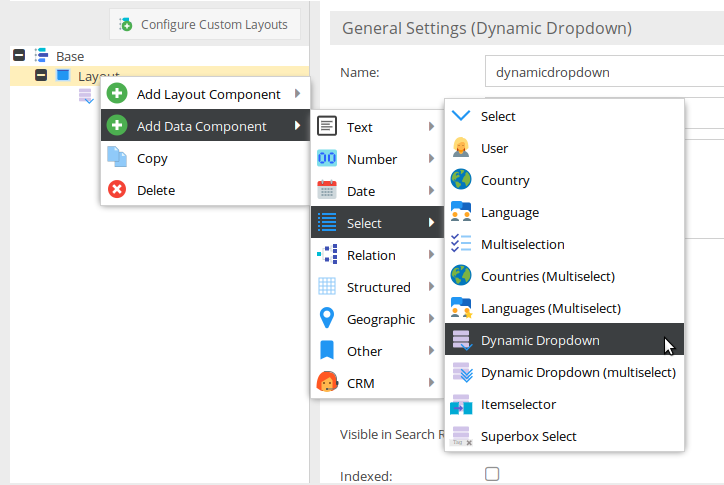 Configure Custom Layouts
General Settings (Dynamic Dropdown)
Base
Layout
Name:
dynamicdropdown
Add Layout Component
Add Data Component
Copy
Delete
Text
Number
Date
Select
Relation
Structured
Geographic
Other
CRM
Select
User
Country
Language
Multiselection
Countries (Multiselect)
Languages (Multiselect)
Dynamic Dropdown
Dynamic Dropdown (multiselect)
Itemselector
Superbox Select
Visible in Search
Indexed: